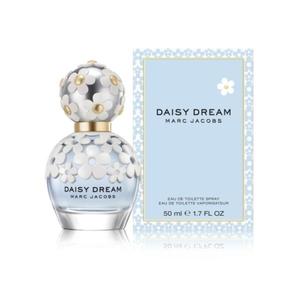 DAISY DREAM
MARC JACOBS
DAISY DREAM
MARC JACOBS
EAU DE TOILETTE SPRAY
EAU DE TOILETTE VAPORISATEUR
50 ml e 1.7 FL OZ